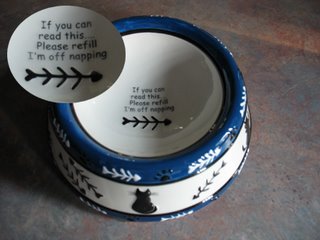 If you can
read this....
Please refill
I'm off napping
If you can
read this...
Please refill
I'm off napping